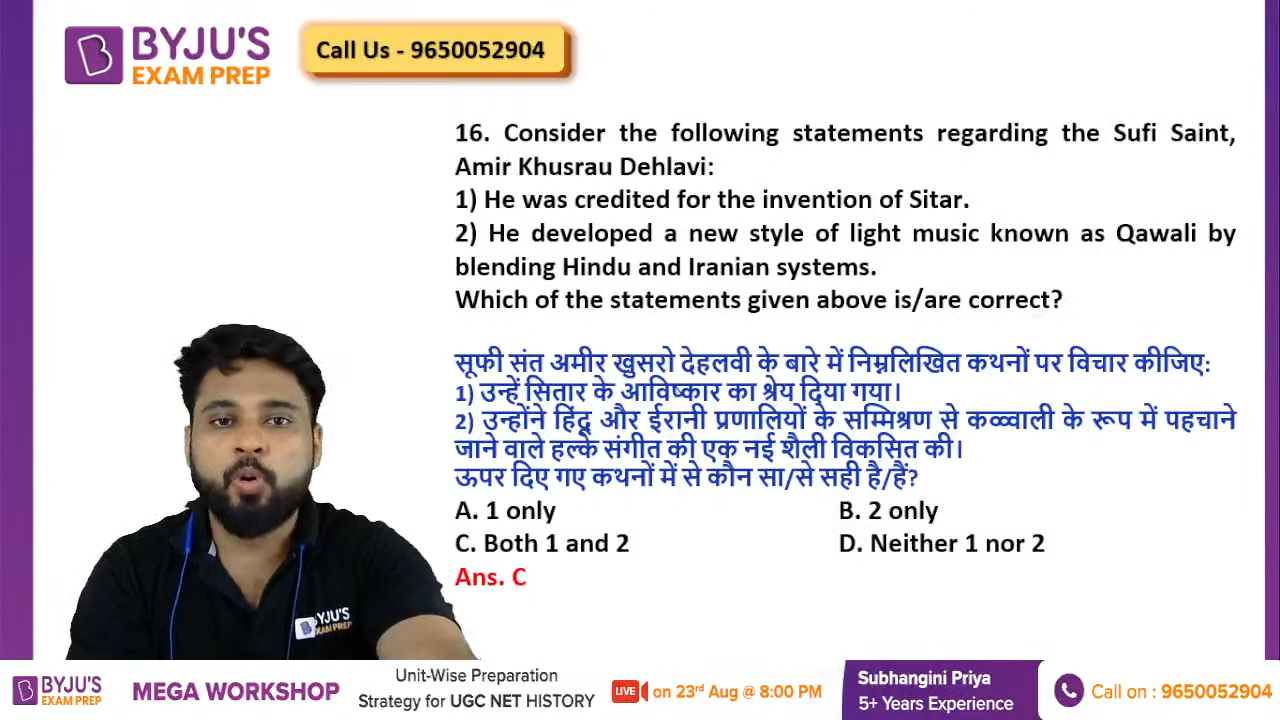 BYJU'S
EXAM PREP
Call Us - 9650052904
16. Consider the following statements regarding the Sufi Saint,
Amir Khusrau Dehlavi:
1) He was credited for the invention of Sitar.
2) He developed a new style of light music known as Qawali by
blending Hindu and Iranian systems.
Which of the statements given above is/are correct?
सूफी संत अमीर खुसरो देहलवी के बारे में निम्नलिखित कथनों पर विचार कीजिए:
1) उन्हें सितार के आविष्कार का श्रेय दिया गया।
2) उन्होंने हिंदू और ईरानी प्रणालियों के सम्मिश्रण से कव्वाली के रूप में पहचाने
जाने वाले हल्के संगीत की एक नई शैली विकसित की।
ऊपर दिए गए कथनों में से कौन सा/से सही है/हैं?
A. 1 only B. 2 only
C. Both 1 and 2 D. Neither 1 nor 2
Ans. C
BYJU'S
EXAM PREP
BYJU'S
EXAM PREP
MEGA WORKSHOP
Unit-Wise Preparation
Strategy for UGC NET HISTORY
LIVE on 23rd Aug @ 8:00 PM
Subhangini Priya
5+ Years Experience
Call on : 9650052904